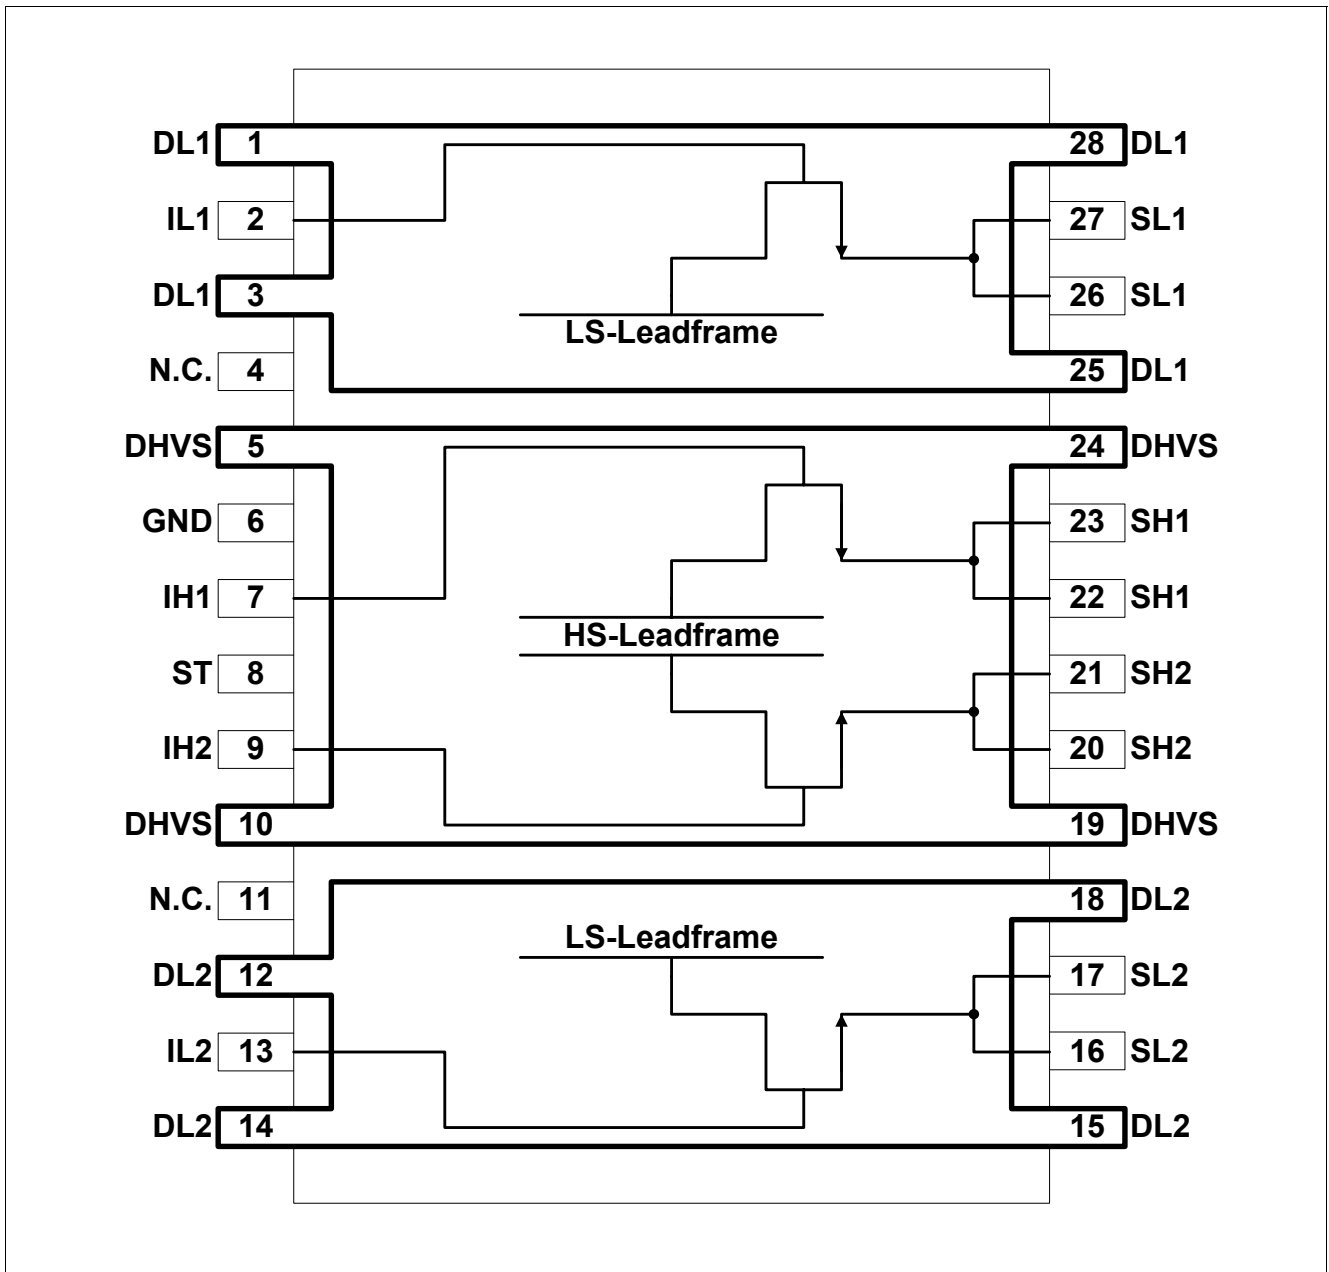 DL1 1 28 DL1
IL1 2 27 SL1
DL1 3 26 SL1
LS-Leadframe
N.C. 4 25 DL1
DHVS 5 24 DHVS
GND 6 23 SH1
IH1 7 22 SH1
HS-Leadframe
ST 8 21 SH2
IH2 9 20 SH2
DHVS 10 19 DHVS
N.C. 11 18 DL2
LS-Leadframe
DL2 12 17 SL2
IL2 13 16 SL2
DL2 14 15 DL2